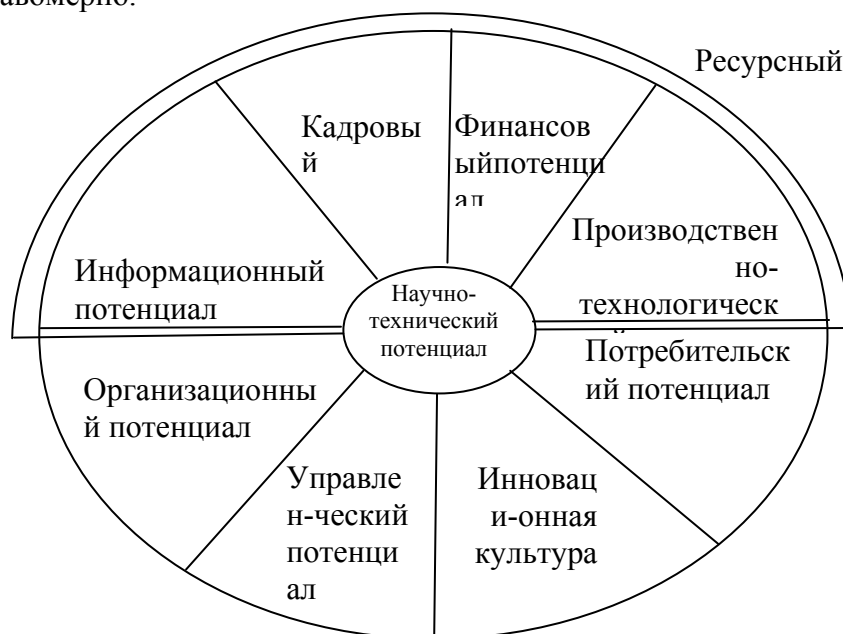 Ресурсный
Кадровы
й
Финансов
ыйпотенци
ал
Производствен
но-
технологическ
Информационный
потенциал
Научно-
технический
потенциал
Потребительск
ий потенциал
Организационны
й потенциал
Управле
н-ческий
потенци
ал
Инновац
и-онная
культура